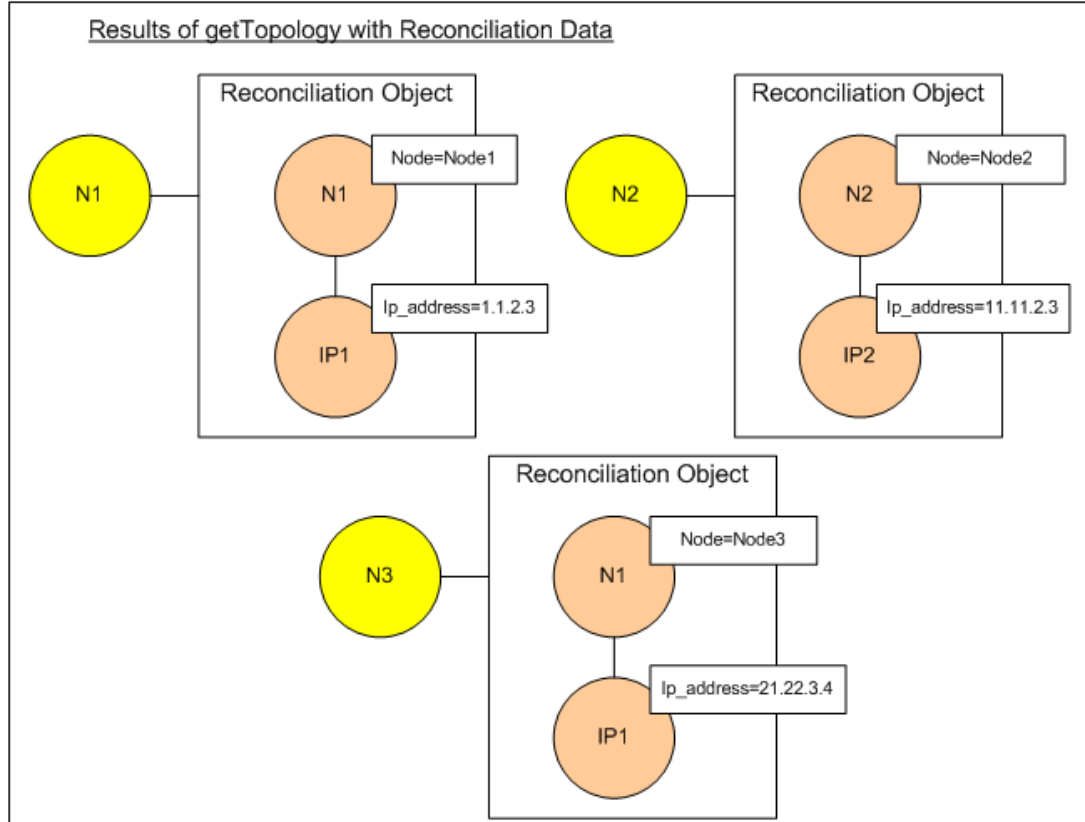 Results of getTopology with Reconciliation Data
Reconciliation Object
N1
N1
Node=Node1
Ip_address=1.1.2.3
IP1
Reconciliation Object
N2
N2
Node=Node2
Ip_address=11.11.2.3
IP2
Reconciliation Object
N3
N1
Node=Node3
Ip_address=21.22.3.4
IP1